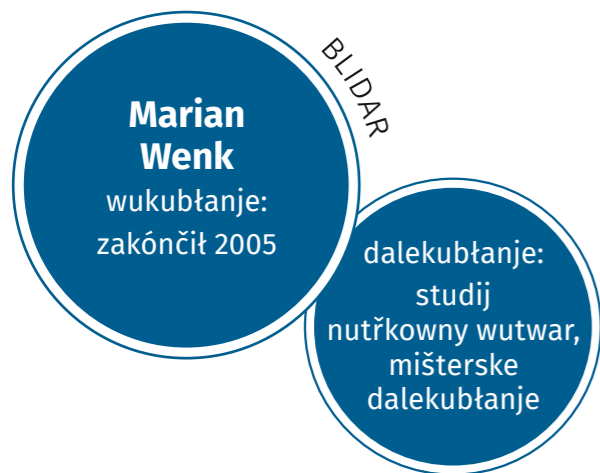 BLIDAR
Marian
Wenk
wukubłanje:
zakónčił 2005
dalekubłanje:
studij
nutřkowny wutwar,
mišterske
dalekubłanje